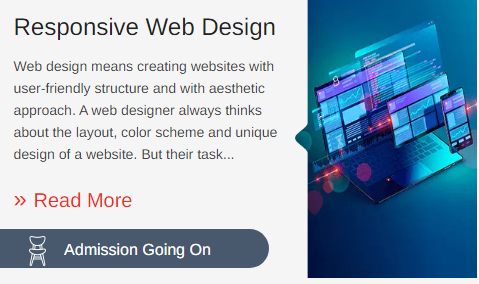 Responsive Web Design
Web design means creating websites with
user-friendly structure and with aesthetic
approach. A web designer always thinks
about the layout, color scheme and unique
design of a website. But their task...
» Read More
Admission Going On